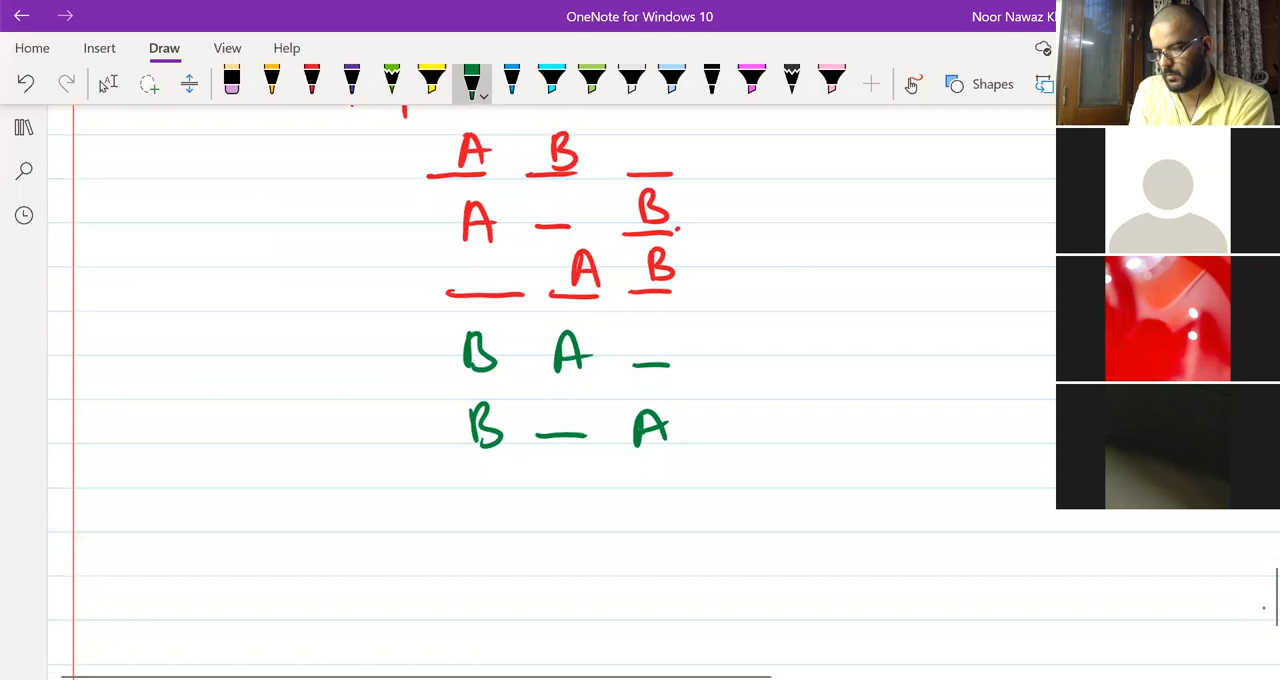 OneNote for Windows 10
Noor Nawaz K
Home Insert Draw View Help
Shapes
A B _
A _ B.
_ A B
B A _
B _ A